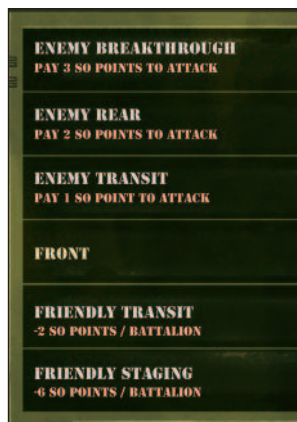 ENEMY BREAKTHROUGH
PAY 3 SO POINTS TO ATTACK
ENEMY REAR
PAY 2 SO POINTS TO ATTACK
ENEMY TRANSIT
PAY 1 SO POINT TO ATTACK
FRONT
FRIENDLY TRANSIT
-2 SO POINTS / BATTALION
FRIENDLY STAGING
-6 SO POINTS / BATTALION